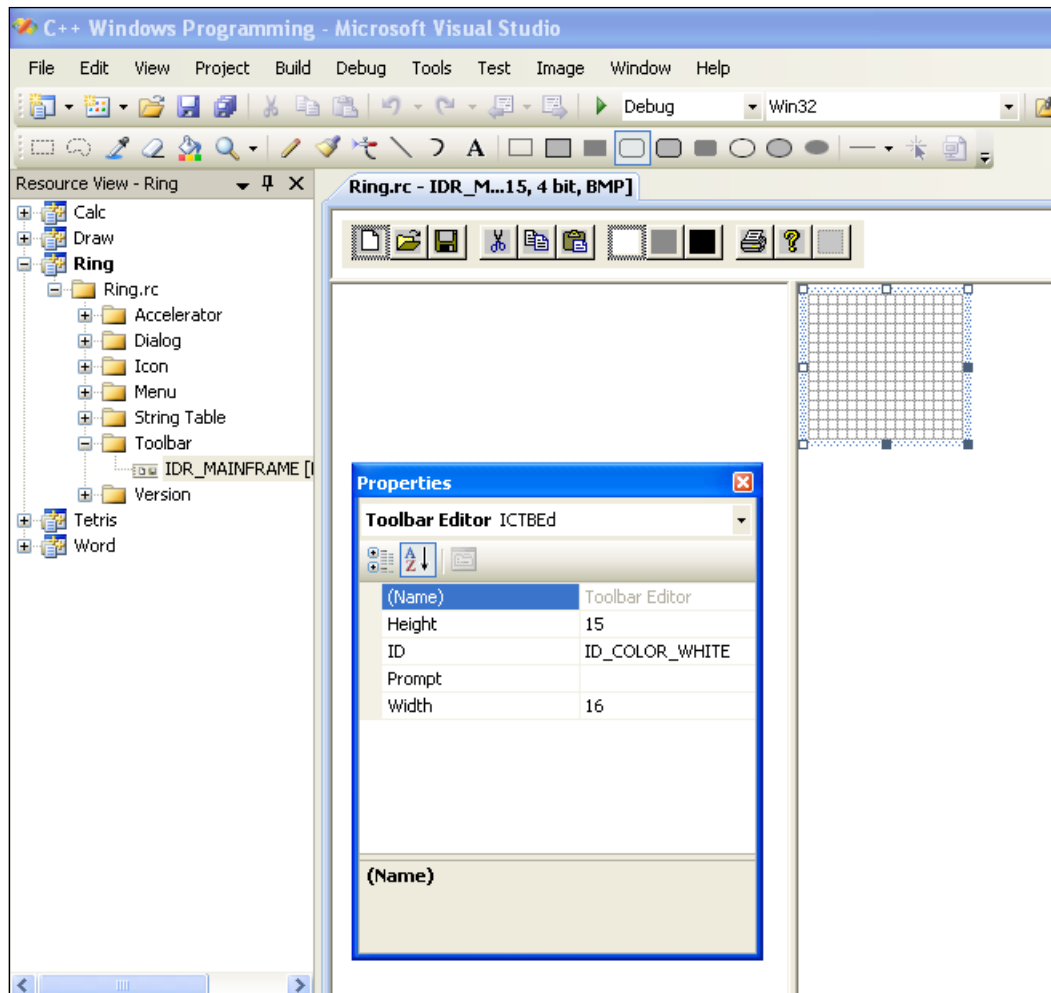 C++ Windows Programming - Microsoft Visual Studio
File Edit View Project Build Debug Tools Test Image Window Help
Debug Win32
A
Resource View - Ring
Ring.rc - IDR_M...15, 4 bit, BMP]
Calc
Draw
Ring
Ring.rc
Accelerator
Dialog
Icon
Menu
String Table
Toolbar
IDR_MAINFRAME [
Version
Tetris
Word
Properties
Toolbar Editor ICTBEd
(Name) Toolbar Editor
Height 15
ID ID_COLOR_WHITE
Prompt
Width 16
(Name)